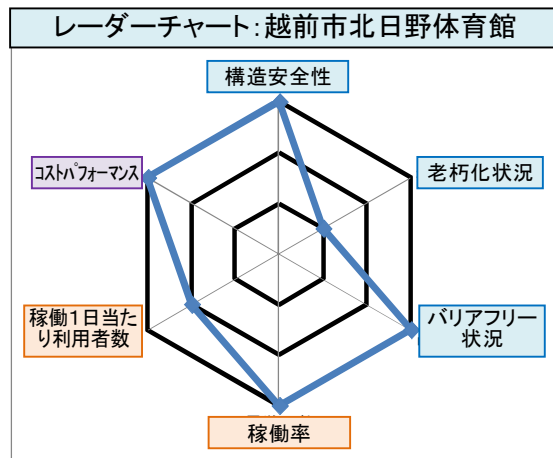 レーダーチャート:越前市北日野体育館
構造安全性
コストパフォーマンス
老朽化状況
稼働1日当た
り利用者数
バリアフリー
状況
稼働率